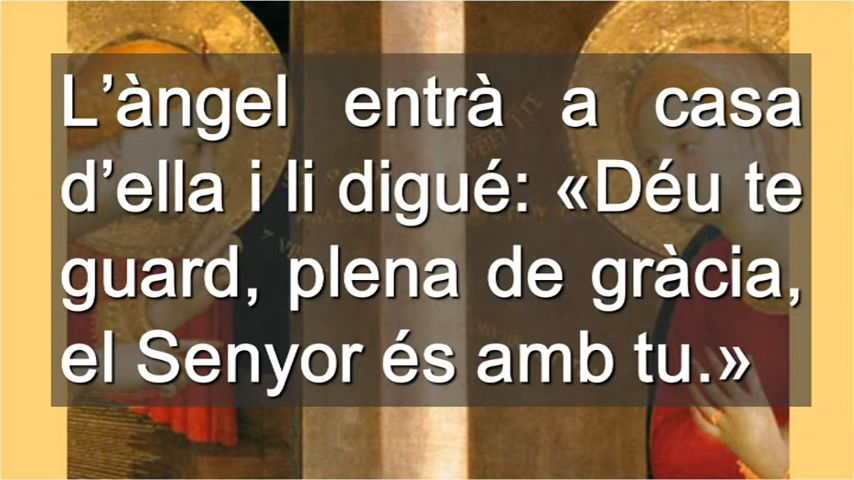 L’àngel entrà a casa
d’ella i li digué: «Déu te
guard, plena de gràcia,
el Senyor és amb tu.»